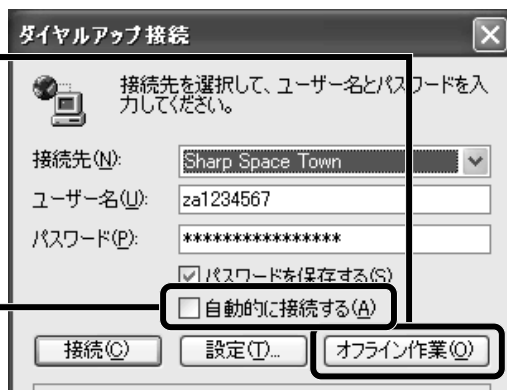 ダイヤルアップ接続
接続先を選択して、ユーザー名とパスワードを入
力してください。
接続先(N): Sharp Space Town
ユーザー名(U): za1234567
パスワード(P): ****************
パスワードを保存する(S)
自動的に接続する(A)
接続(C) 設定(T)... オフライン作業(O)